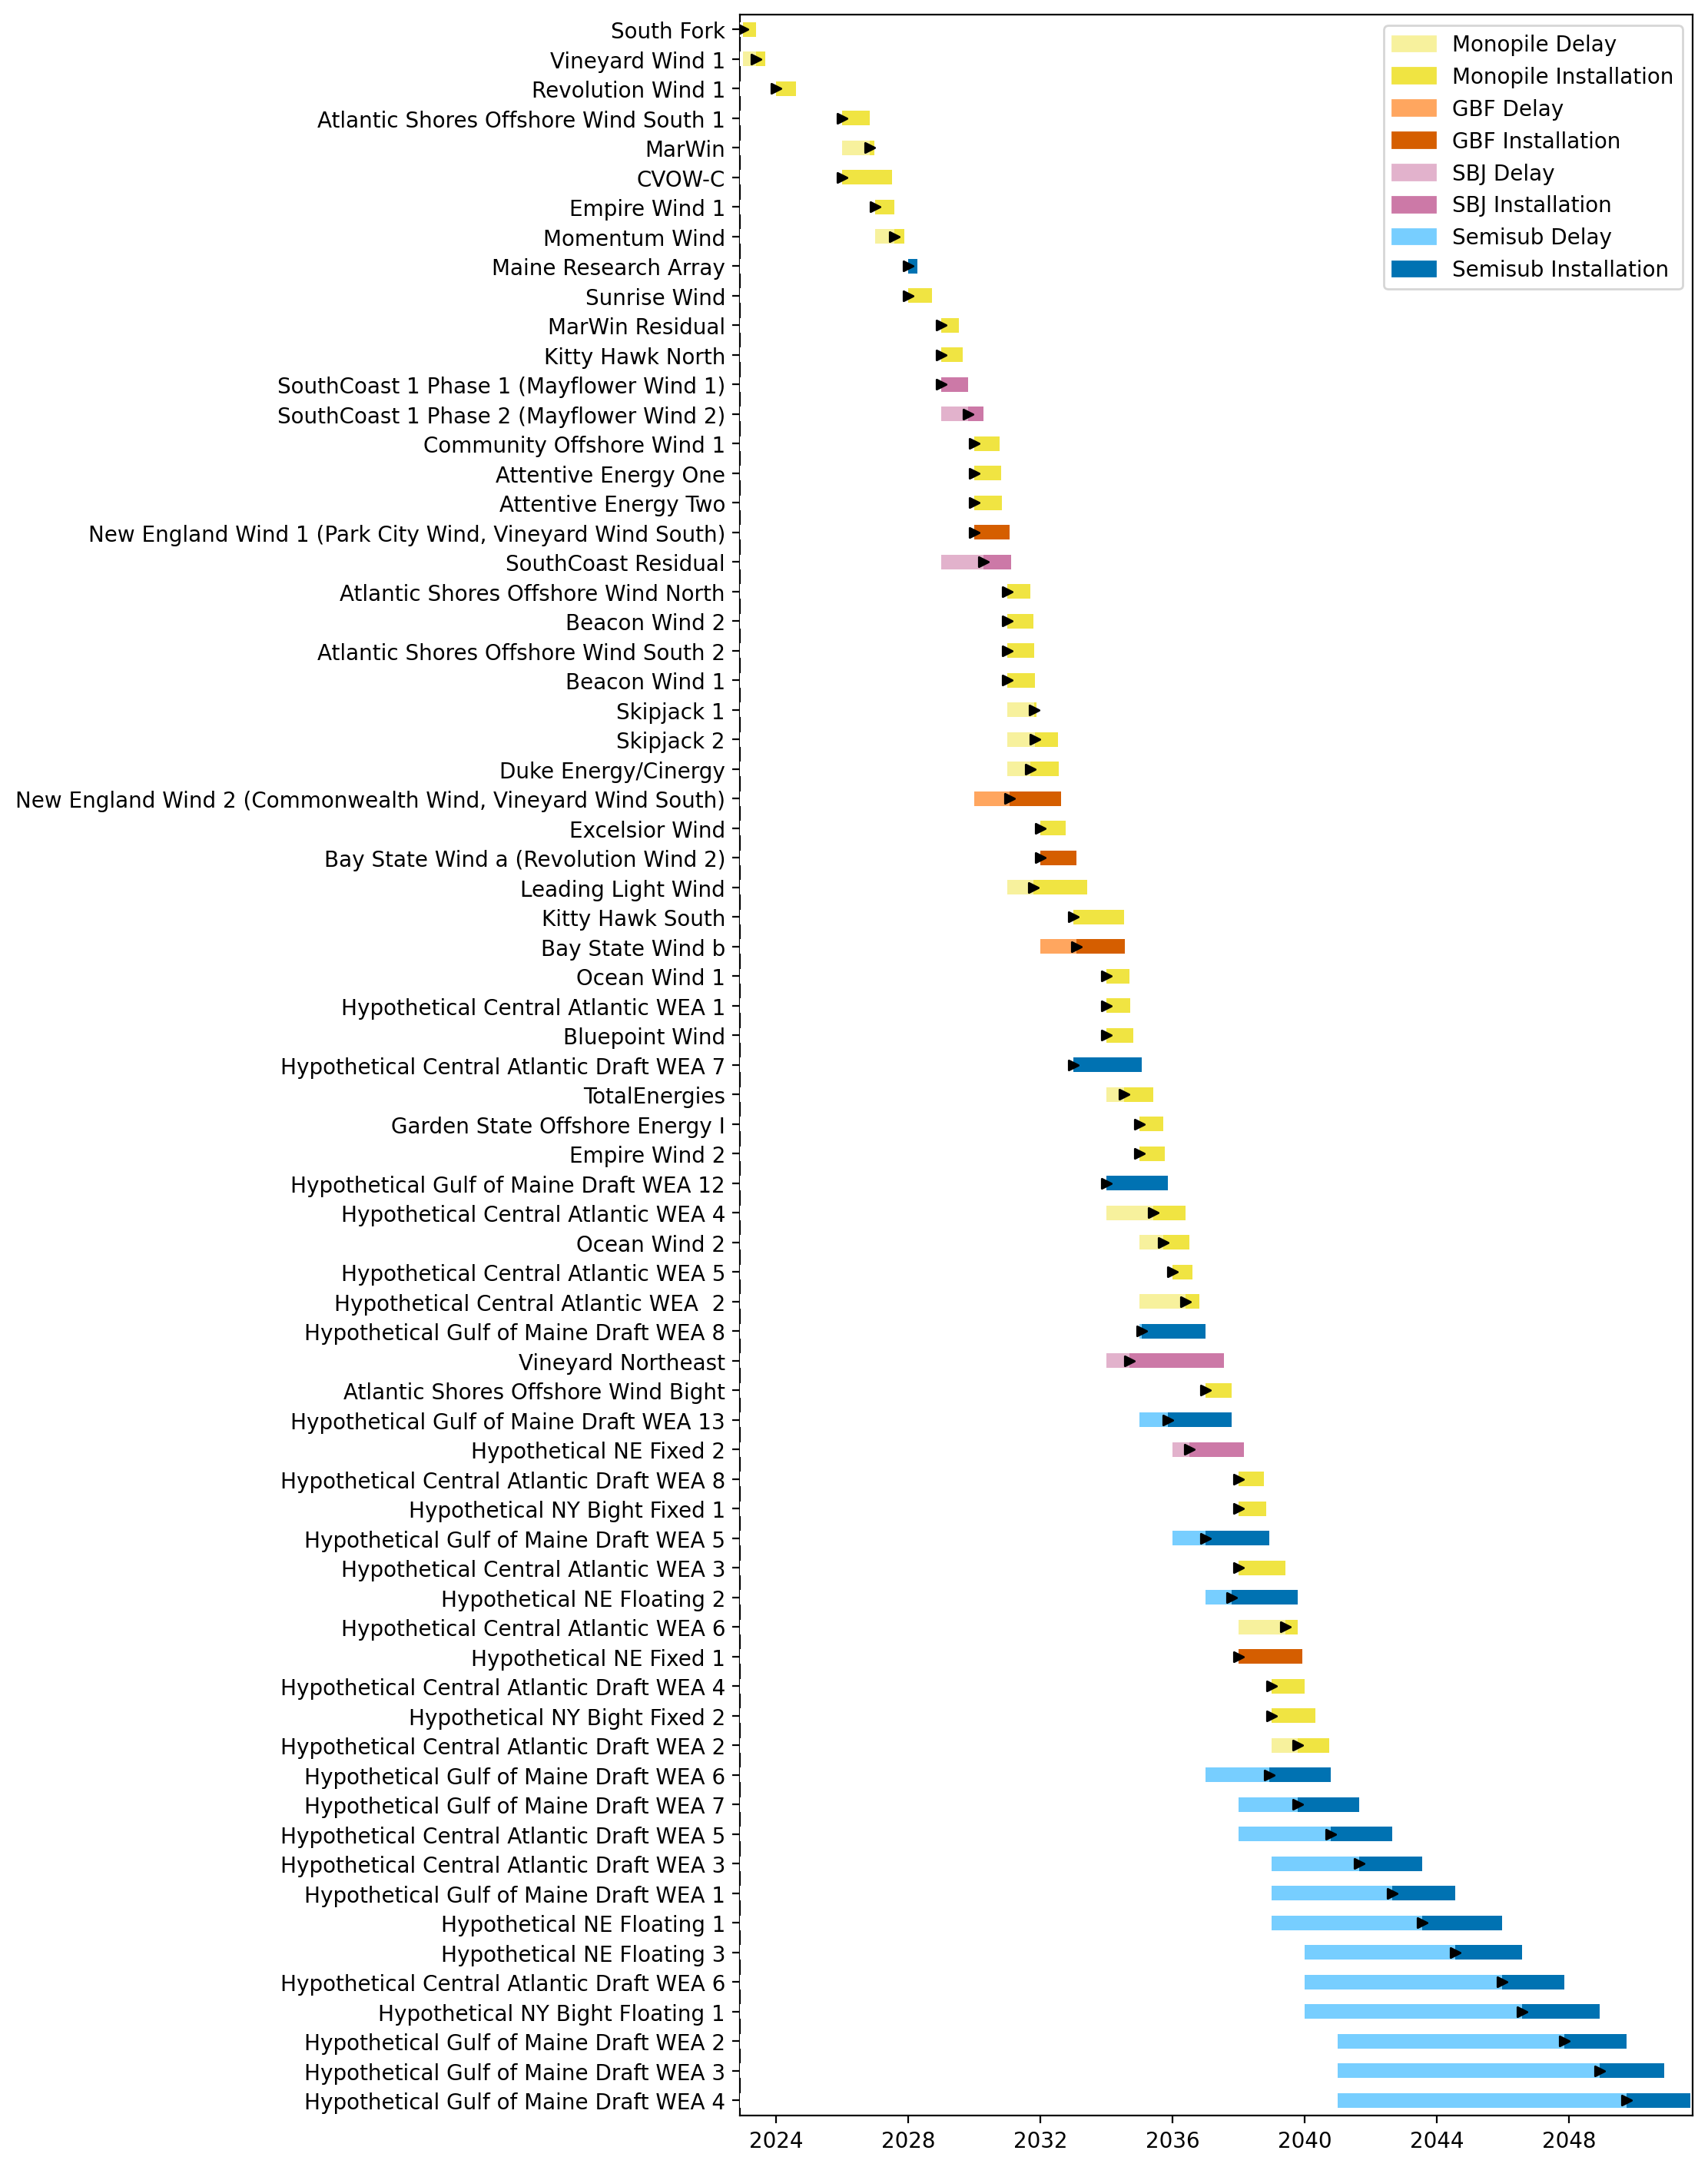 South Fork
Vineyard Wind 1
Revolution Wind 1
Atlantic Shores Offshore Wind South 1
MarWin
CVOW-C
Empire Wind 1
Momentum Wind
Maine Research Array
Sunrise Wind
MarWin Residual
Kitty Hawk North
SouthCoast 1 Phase 1 (Mayflower Wind 1)
SouthCoast 1 Phase 2 (Mayflower Wind 2)
Community Offshore Wind 1
Attentive Energy One
Attentive Energy Two
New England Wind 1 (Park City Wind, Vineyard Wind South)
SouthCoast Residual
Atlantic Shores Offshore Wind North
Beacon Wind 2
Atlantic Shores Offshore Wind South 2
Beacon Wind 1
Skipjack 1
Skipjack 2
Duke Energy/Cinergy
New England Wind 2 (Commonwealth Wind, Vineyard Wind South)
Excelsior Wind
Bay State Wind a (Revolution Wind 2)
Leading Light Wind
Kitty Hawk South
Bay State Wind b
Ocean Wind 1
Hypothetical Central Atlantic WEA 1
Bluepoint Wind
Hypothetical Central Atlantic Draft WEA 7
TotalEnergies
Garden State Offshore Energy I
Empire Wind 2
Hypothetical Gulf of Maine Draft WEA 12
Hypothetical Central Atlantic WEA 4
Ocean Wind 2
Hypothetical Central Atlantic WEA 5
Hypothetical Central Atlantic WEA  2
Hypothetical Gulf of Maine Draft WEA 8
Vineyard Northeast
Atlantic Shores Offshore Wind Bight
Hypothetical Gulf of Maine Draft WEA 13
Hypothetical NE Fixed 2
Hypothetical Central Atlantic Draft WEA 8
Hypothetical NY Bight Fixed 1
Hypothetical Gulf of Maine Draft WEA 5
Hypothetical Central Atlantic WEA 3
Hypothetical NE Floating 2
Hypothetical Central Atlantic WEA 6
Hypothetical NE Fixed 1
Hypothetical Central Atlantic Draft WEA 4
Hypothetical NY Bight Fixed 2
Hypothetical Central Atlantic Draft WEA 2
Hypothetical Gulf of Maine Draft WEA 6
Hypothetical Gulf of Maine Draft WEA 7
Hypothetical Central Atlantic Draft WEA 5
Hypothetical Central Atlantic Draft WEA 3
Hypothetical Gulf of Maine Draft WEA 1
Hypothetical NE Floating 1
Hypothetical NE Floating 3
Hypothetical Central Atlantic Draft WEA 6
Hypothetical NY Bight Floating 1
Hypothetical Gulf of Maine Draft WEA 2
Hypothetical Gulf of Maine Draft WEA 3
Hypothetical Gulf of Maine Draft WEA 4
Monopile Delay
Monopile Installation
GBF Delay
GBF Installation
SBJ Delay
SBJ Installation
Semisub Delay
Semisub Installation
2024 2028 2032 2036 2040 2044 2048